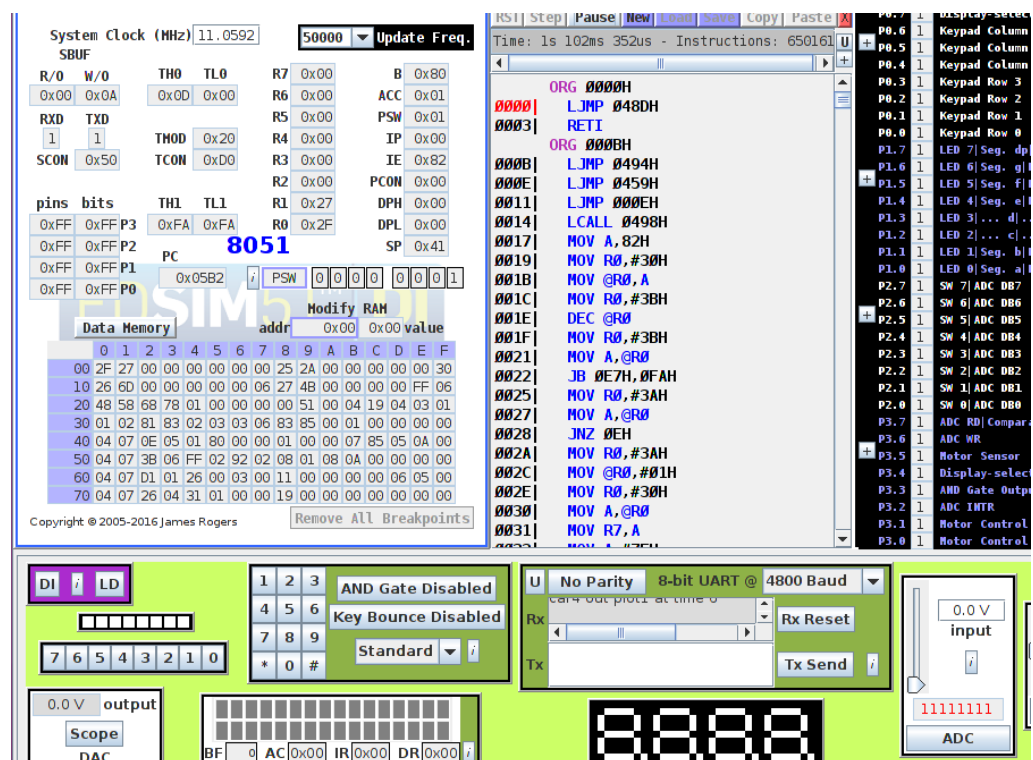 RST Step Pause New Load Save Copy Paste X
System Clock (MHz) 11.0592 50000 Update Freq.
SBUF
R/O W/O TH0 TL0 R7 0x00 B 0x80
0x00 0x0A 0x0D 0x00 R6 0x00 ACC 0x01
RXD TXD R5 0x00 PSW 0x01
1 1 TMOD 0x20 R4 0x00 IP 0x00
SCON 0x50 TCON 0xD0 R3 0x00 IE 0x82
R2 0x00 PCON 0x00
pins bits TH1 TL1 R1 0x27 DPH 0x00
0xFF 0xFF P3 0xFA 0xFA R0 0x2F DPL 0x00
0xFF 0xFF P2 8051 SP 0x41
0xFF 0xFF P1 PC
0xFF 0xFF P0 0x05B2 i PSW 0 0 0 0 0 0 0 1
Modify RAM
Data Memory addr 0x00 0x00 value
0 1 2 3 4 5 6 7 8 9 A B C D E F
00 2F 27 00 00 00 00 00 00 25 2A 00 00 00 00 00 30
10 26 6D 00 00 00 00 00 06 27 4B 00 00 00 00 FF 06
20 48 58 68 78 01 00 00 00 00 51 00 04 19 04 03 01
30 01 02 81 83 02 03 03 06 83 85 00 01 00 00 00 00
40 04 07 0E 05 01 80 00 00 01 00 00 07 85 05 0A 00
50 04 07 3B 06 FF 02 92 02 08 01 08 0A 00 00 00 00
60 04 07 D1 01 26 00 03 00 11 00 00 00 00 06 05 00
70 04 07 26 04 31 01 00 00 19 00 00 00 00 00 00 00
Copyright © 2005-2016 James Rogers Remove All Breakpoints
Time: 1s 102ms 352us - Instructions: 650161 U
ORG 0000H
0000| LJMP 048DH
0003| RETI
ORG 000BH
000B| LJMP 0494H
000E| LJMP 0459H
0011| LJMP 000EH
0014| LCALL 0498H
0017| MOV A,82H
0019| MOV R0,#30H
001B| MOV @R0,A
001C| MOV R0,#3BH
001E| DEC @R0
001F| MOV R0,#3BH
0021| MOV A,@R0
0022| JB 0E7H,0FAH
0025| MOV R0,#3AH
0027| MOV A,@R0
0028| JNZ 0EH
002A| MOV R0,#3AH
002C| MOV @R0,#01H
002E| MOV R0,#30H
0030| MOV A,@R0
0031| MOV R7,A
P0.7 1 Display-select
P0.6 1 Keypad Column
P0.5 1 Keypad Column
P0.4 1 Keypad Column
P0.3 1 Keypad Row 3
P0.2 1 Keypad Row 2
P0.1 1 Keypad Row 1
P0.0 1 Keypad Row 0
P1.7 1 LED 7|Seg. dp|
P1.6 1 LED 6|Seg. g|
P1.5 1 LED 5|Seg. f|
P1.4 1 LED 4|Seg. e|
P1.3 1 LED 3|... d|..
P1.2 1 LED 2|... c|..
P1.1 1 LED 1|Seg. b|
P1.0 1 LED 0|Seg. a|
P2.7 1 SW 7|ADC DB7
P2.6 1 SW 6|ADC DB6
P2.5 1 SW 5|ADC DB5
P2.4 1 SW 4|ADC DB4
P2.3 1 SW 3|ADC DB3
P2.2 1 SW 2|ADC DB2
P2.1 1 SW 1|ADC DB1
P2.0 1 SW 0|ADC DB0
P3.7 1 ADC RD|Compara
P3.6 1 ADC WR
P3.5 1 Motor Sensor
P3.4 1 Display-select
P3.3 1 AND Gate Outpu
P3.2 1 ADC INTR
P3.1 1 Motor Control
P3.0 1 Motor Control
DI i LD
7 6 5 4 3 2 1 0
1 2 3
4 5 6
7 8 9
* 0 #
AND Gate Disabled
Key Bounce Disabled
Standard i
U No Parity 8-bit UART @ 4800 Baud
car4 out plot1 at time 6
Rx Rx Reset
Tx Tx Send i
0.0 V
input
i
11111111
ADC
0.0 V output
Scope
DAC
BF 0 AC 0x00 IR 0x00 DR 0x00 i
8.8.8.8